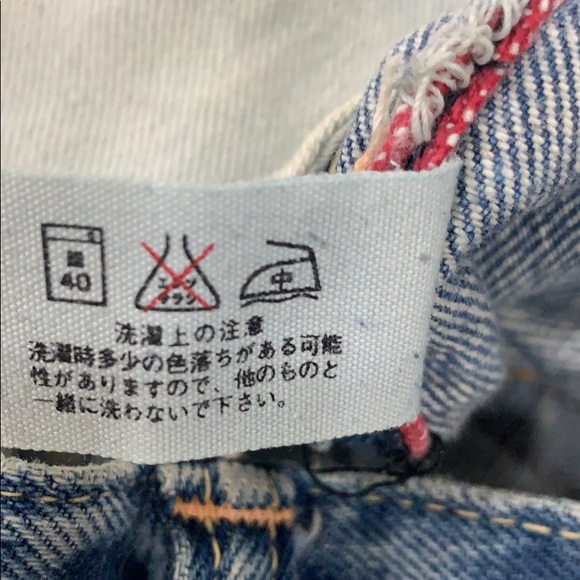 40
エンソ
サラシ
中
洗濯上の注意
洗濯時多少の色落ちがある可能
性がありますので、他のものと
一緒に洗わないで下さい。